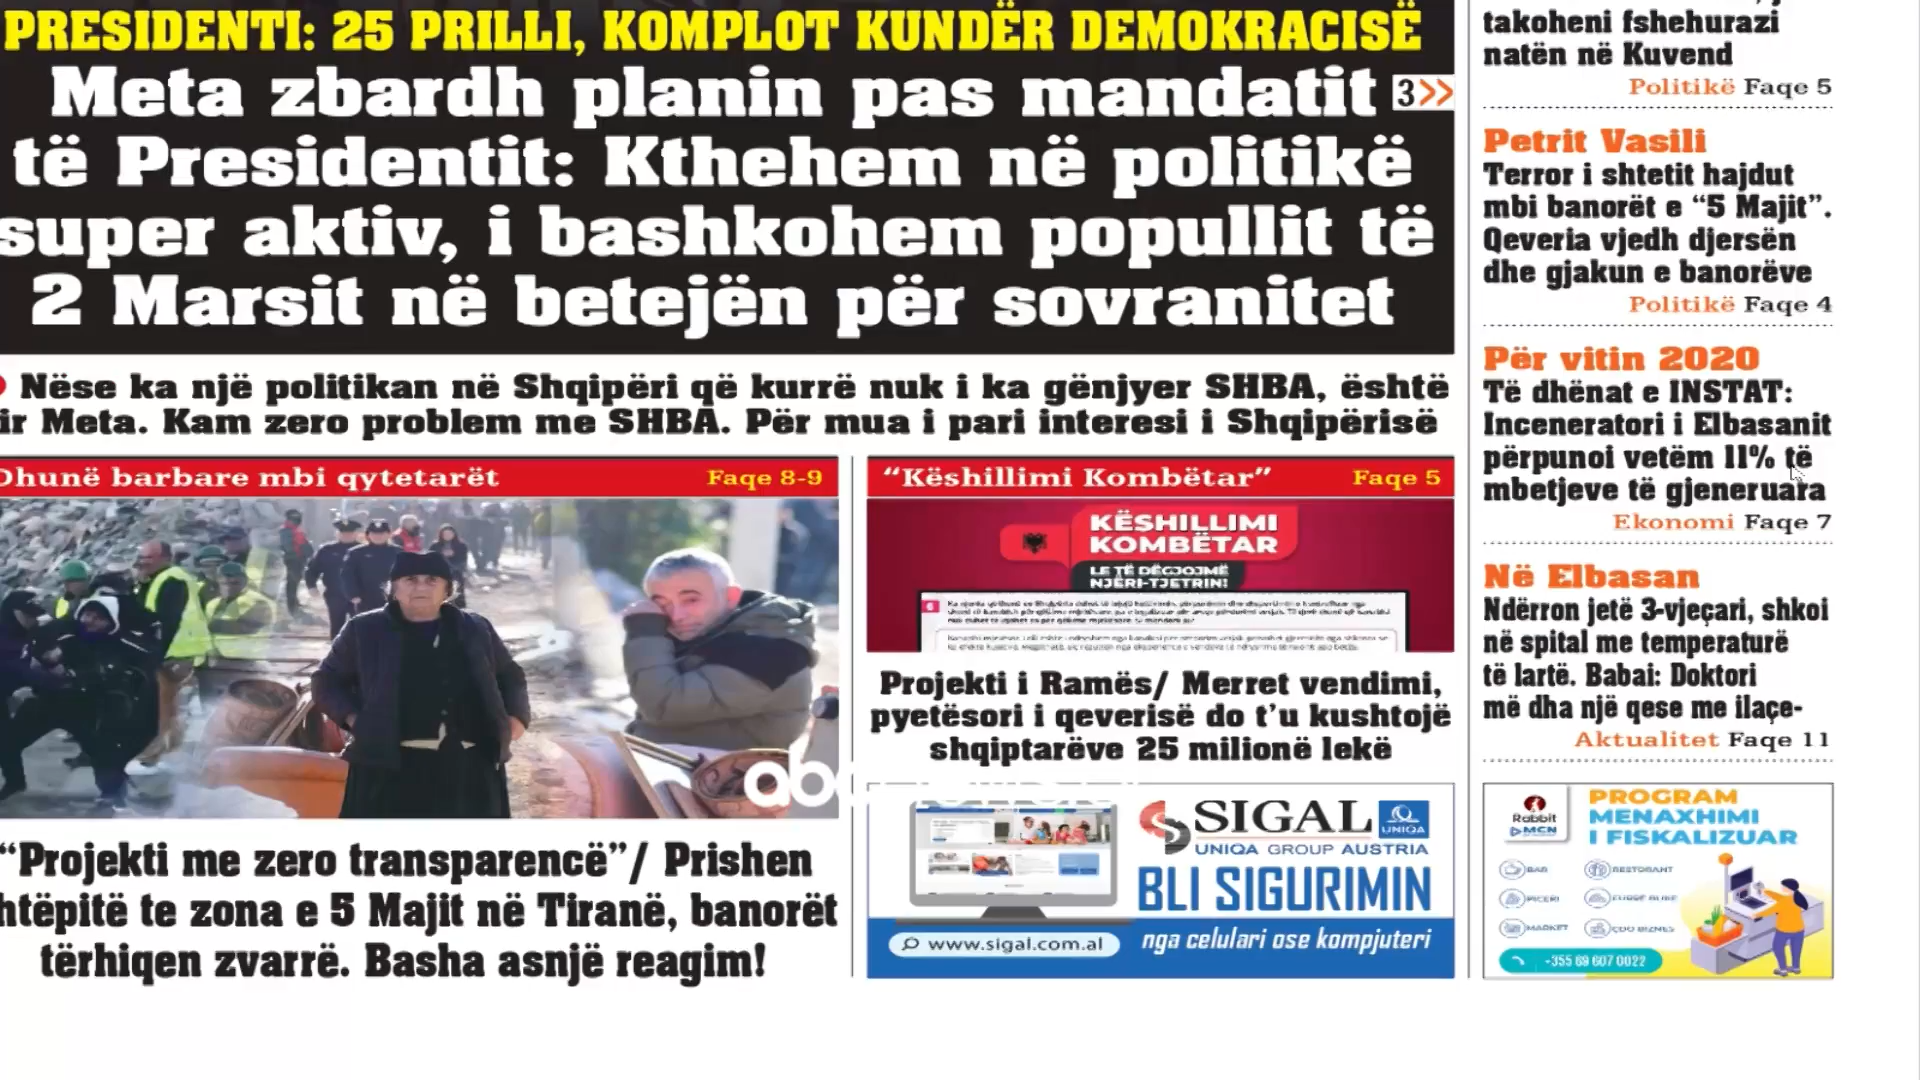 PRESIDENTI: 25 PRILLI, KOMPLOT KUNDËR DEMOKRACISË
Meta zbardh planin pas mandatit
3>>
të Presidentit: Kthehem në politikë
super aktiv, i bashkohem popullit të
2 Marsit në betejën për sovranitet
Nëse ka një politikan në Shqipëri që kurrë nuk i ka gënjyer SHBA, është
ir Meta. Kam zero problem me SHBA. Për mua i pari interesi i Shqipërisë
Dhunë barbare mbi qytetarët
Faqe 8-9
“Projekti me zero transparencë”/ Prishen
htëpitë te zona e 5 Majit në Tiranë, banorët
tërhiqen zvarrë. Basha asnjë reagim!
“Këshillimi Kombëtar”
Faqe 5
KËSHILLIMI
KOMBËTAR
LE TË DËGJOJMË
NJËRI-TJETRIN!
Projekti i Ramës/ Merret vendimi,
pyetësori i qeverisë do t’u kushtojë
shqiptarëve 25 milionë lekë
SIGAL
UNIQA
UNIQA GROUP AUSTRIA
BLI SIGURIMIN
www.sigal.com.al
nga celulari ose kompjuteri
takoheni fshehurazi
natën në Kuvend
Politikë Faqe 5
Petrit Vasili
Terror i shtetit hajdut
mbi banorët e “5 Majit”.
Qeveria vjedh djersën
dhe gjakun e banorëve
Politikë Faqe 4
Për vitin 2020
Të dhënat e INSTAT:
Inceneratori i Elbasanit
përpunoi vetëm 11% të
mbetjeve të gjeneruara
Ekonomi Faqe 7
Në Elbasan
Ndërron jetë 3-vjeçari, shkoi
në spital me temperaturë
të lartë. Babai: Doktori
më dha një qese me ilaçe-
Aktualitet Faqe 11
Rabbit
MCN
PROGRAM
MENAXHIMI
I FISKALIZUAR
BAR
RESTORANT
PICERI
FURRË BUKE
MARKET
ÇDO BIZNES
+355 69 607 0022